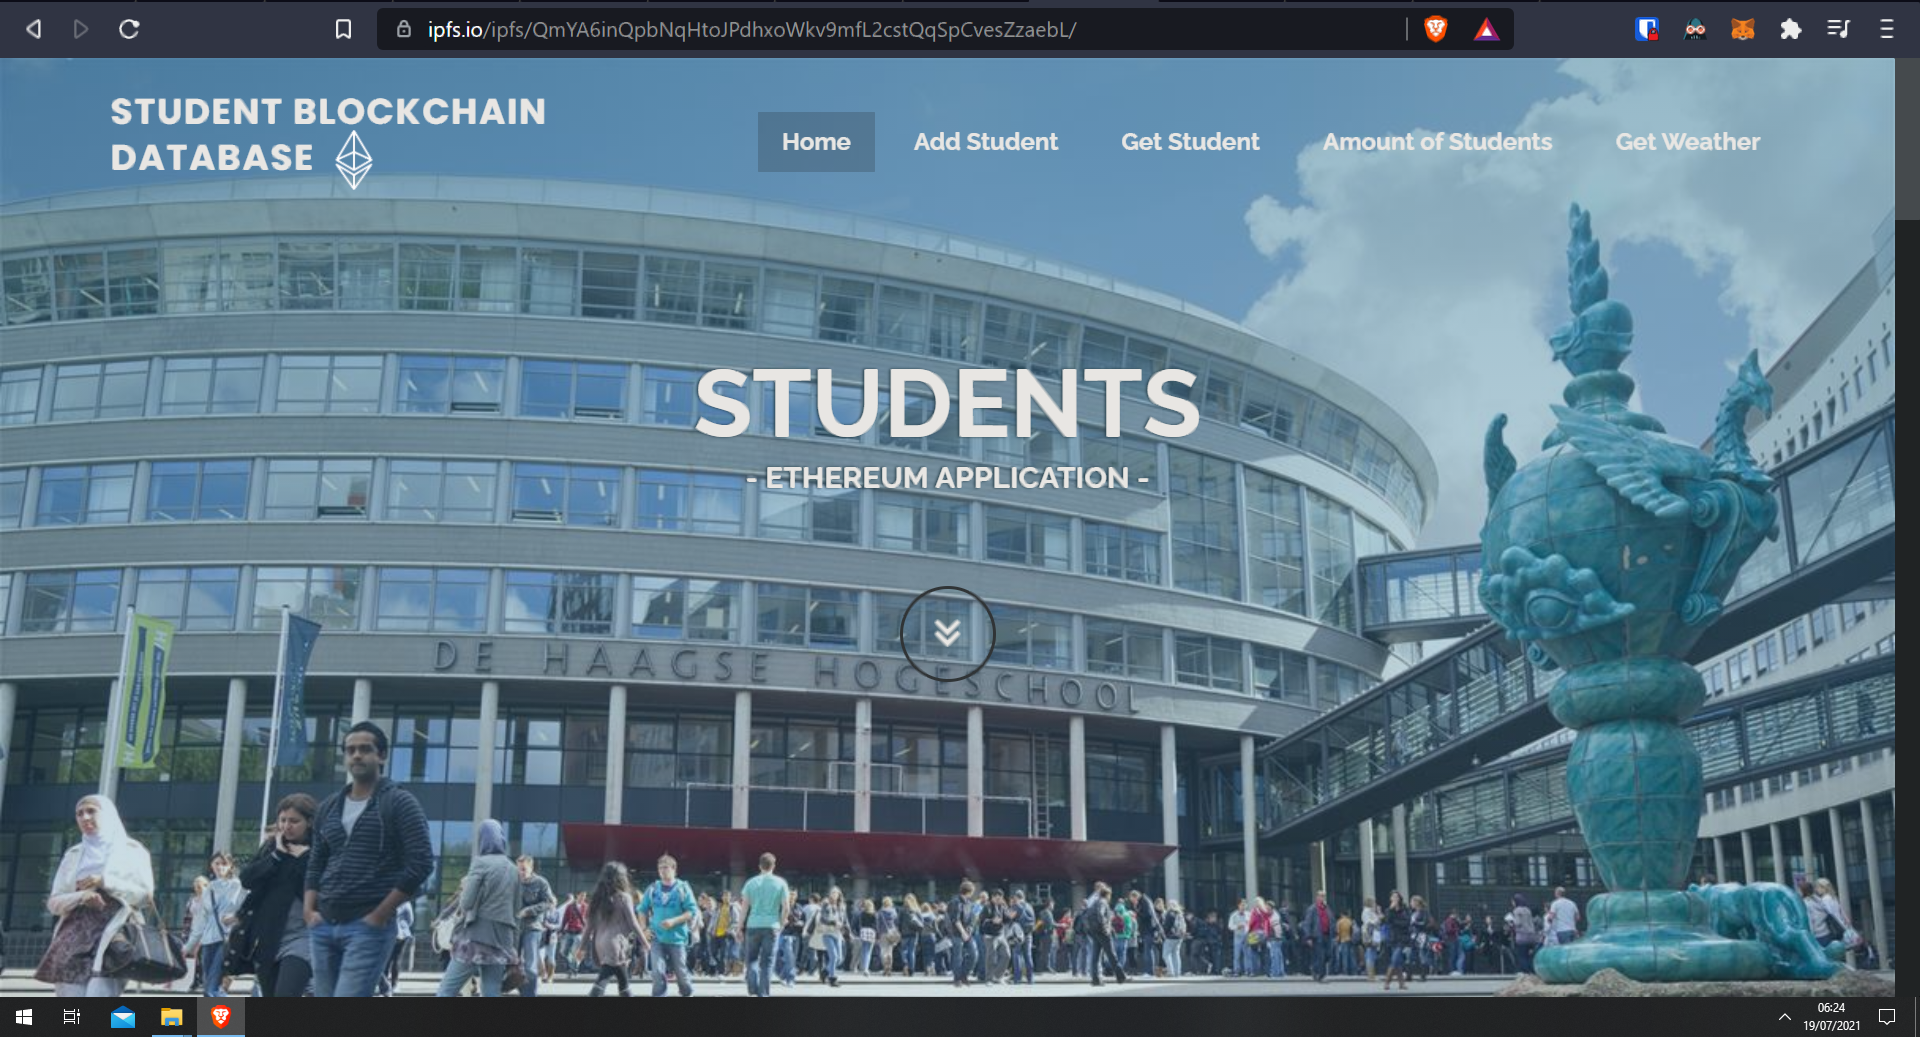 ipfs.io/ipfs/QmYA6inQpbNqHtoJPdhxoWkv9mfL2cstQqSpCvesZzaebL/
STUDENT BLOCKCHAIN
DATABASE
Home
Add Student
Get Student
Amount of Students
Get Weather
STUDENTS
- ETHEREUM APPLICATION -
DE HAAGSE HOGESCHOOL
06:24
19/07/2021